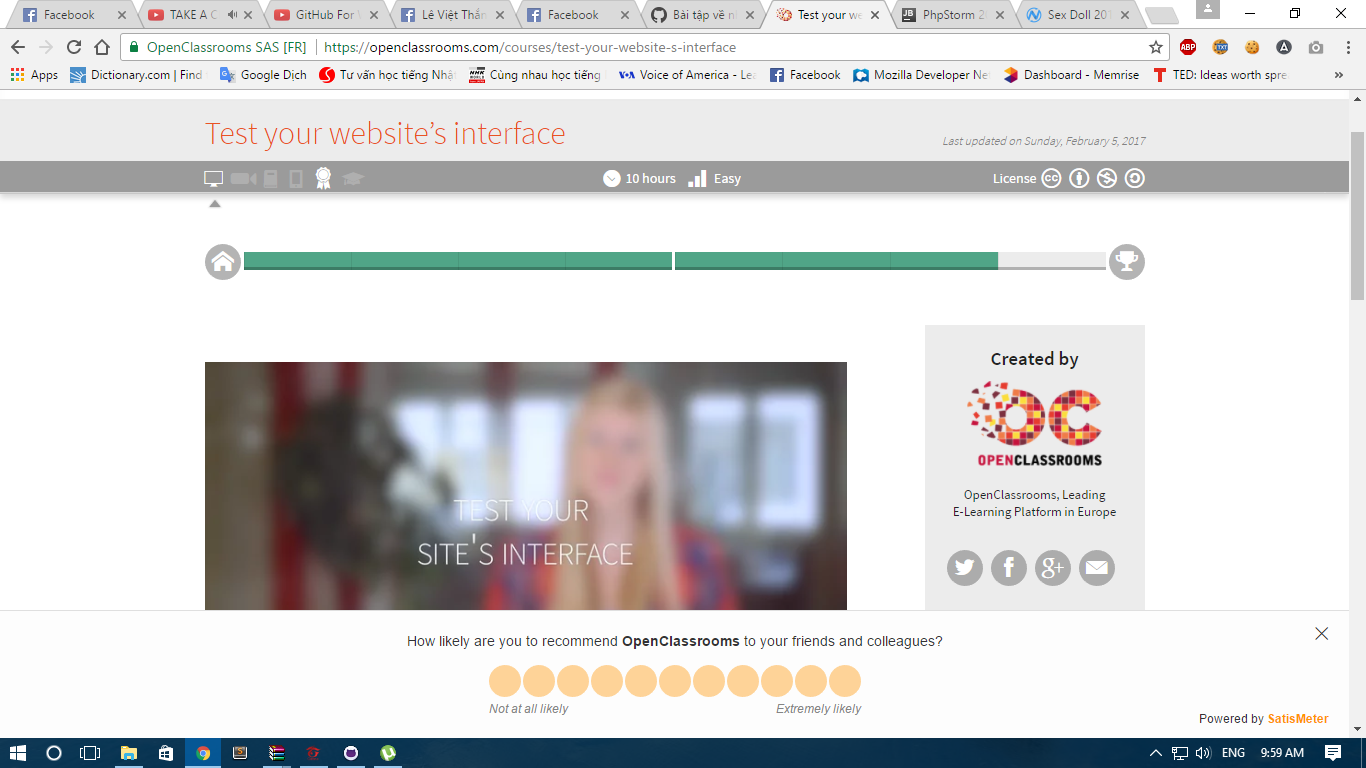 Facebook
TAKE A C
GitHub For W
Lê Việt Thắn
Facebook
Bài tập về n
Test your we
PhpStorm 2
Sex Doll 201
OpenClassrooms SAS [FR]
https://openclassrooms.com/courses/test-your-website-s-interface
ABP
Apps
Dictionary.com | Find
Google Dịch
Tư vấn học tiếng Nhậ
Cùng nhau học tiếng
Voice of America - Le
Facebook
Mozilla Developer Ne
Dashboard - Memrise
TED: Ideas worth spre
»
Test your website's interface
Last updated on Sunday, February 5, 2017
10 hours
Easy
License
Created by
OC
OPENCLASSROOMS
OpenClassrooms, Leading
E-Learning Platform in Europe
TEST YOUR
SITE'S INTERFACE
How likely are you to recommend OpenClassrooms to your friends and colleagues?
Not at all likely
Extremely likely
Powered by SatisMeter
ENG
9:59 AM